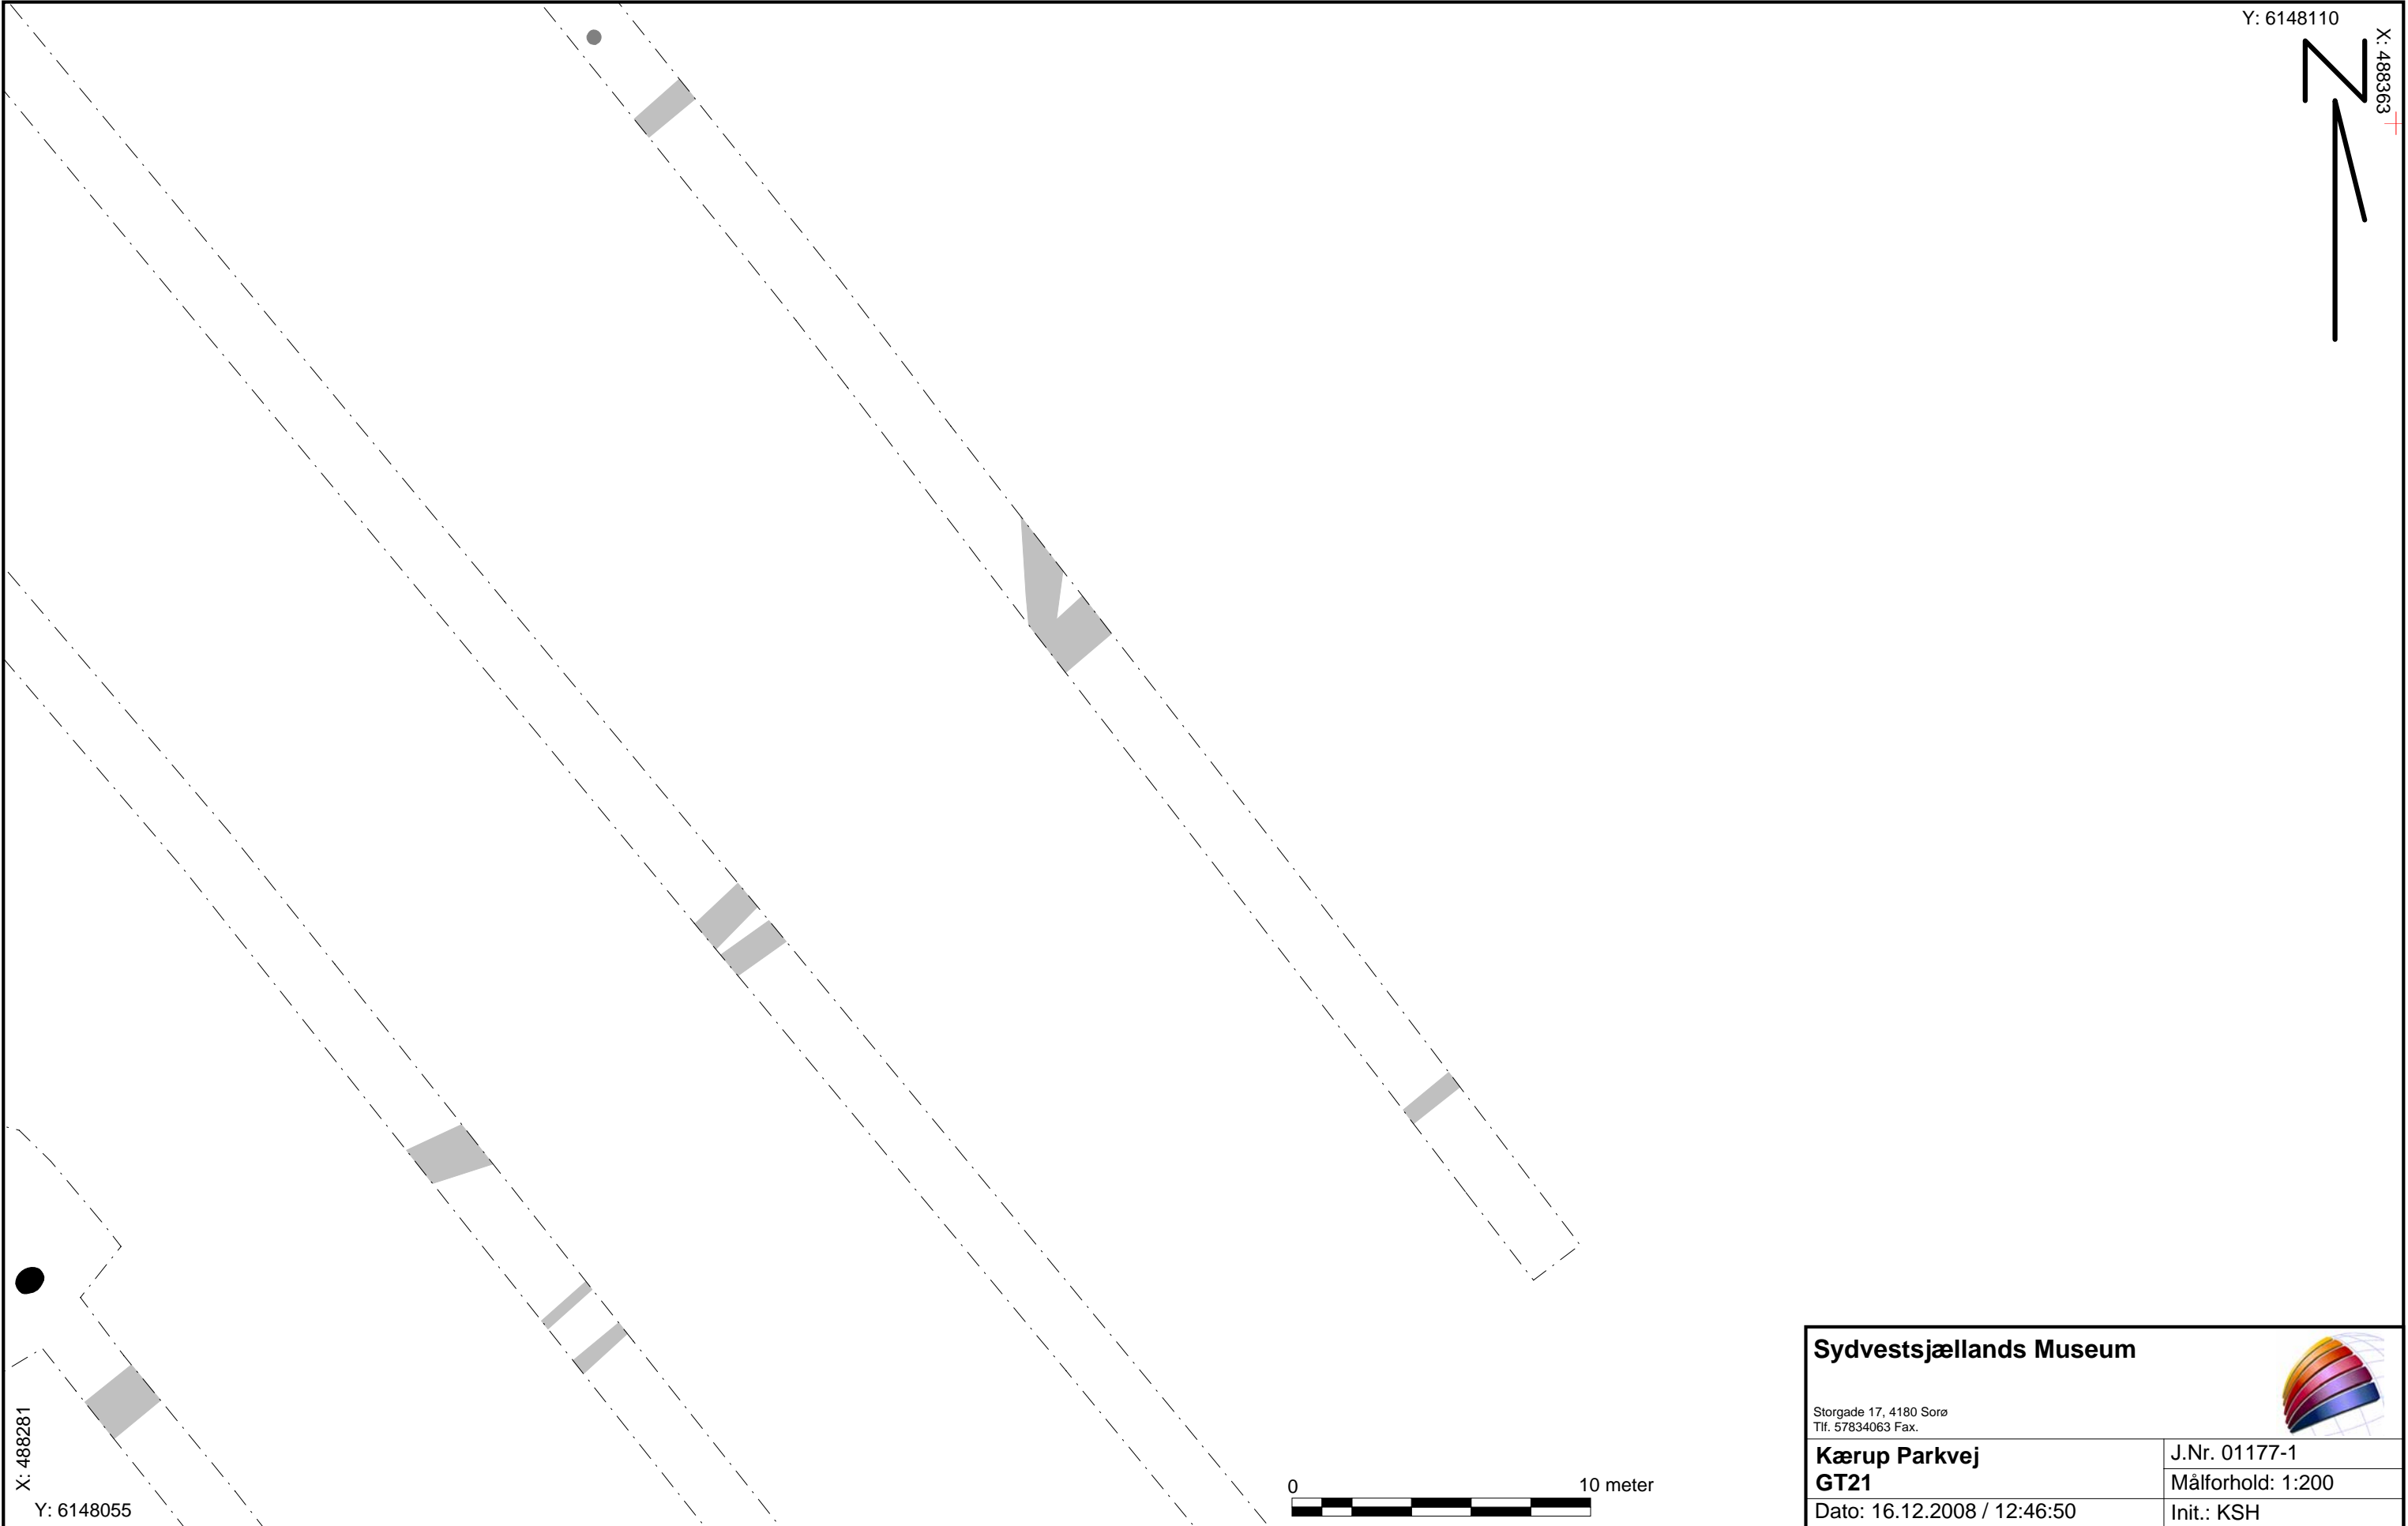 Y: 6148110
X: 488363
N
X: 488281
Y: 6148055
0
10 meter
Sydvestsjællands Museum
Storgade 17, 4180 Sorø
Tlf. 57834063 Fax.
Kærup Parkvej
GT21
J.Nr. 01177-1
Målforhold: 1:200
Dato: 16.12.2008 / 12:46:50
Init.: KSH